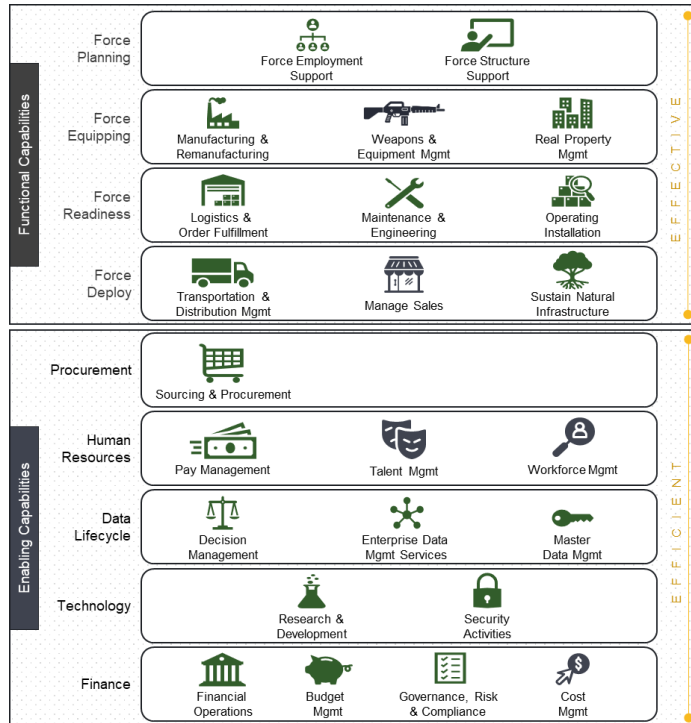 Functional Capabilities
EFFECTIVE
Force
Planning
Force Employment
Support
Force Structure
Support
Force
Equipping
Manufacturing &
Remanufacturing
Weapons &
Equipment Mgmt
Real Property
Mgmt
Force
Readiness
Logistics &
Order Fulfillment
Maintenance &
Engineering
Operating
Installation
Force
Deploy
Transportation &
Distribution Mgmt
Manage Sales
Sustain Natural
Infrastructure
Enabling Capabilities
EFFICIENT
Procurement
Sourcing & Procurement
Human
Resources
Pay Management
Talent Mgmt
Workforce Mgmt
Data
Lifecycle
Decision
Management
Enterprise Data
Mgmt Services
Master
Data Mgmt
Technology
Research &
Development
Security
Activities
Finance
Financial
Operations
Budget
Mgmt
Governance, Risk
& Compliance
$
Cost
Mgmt